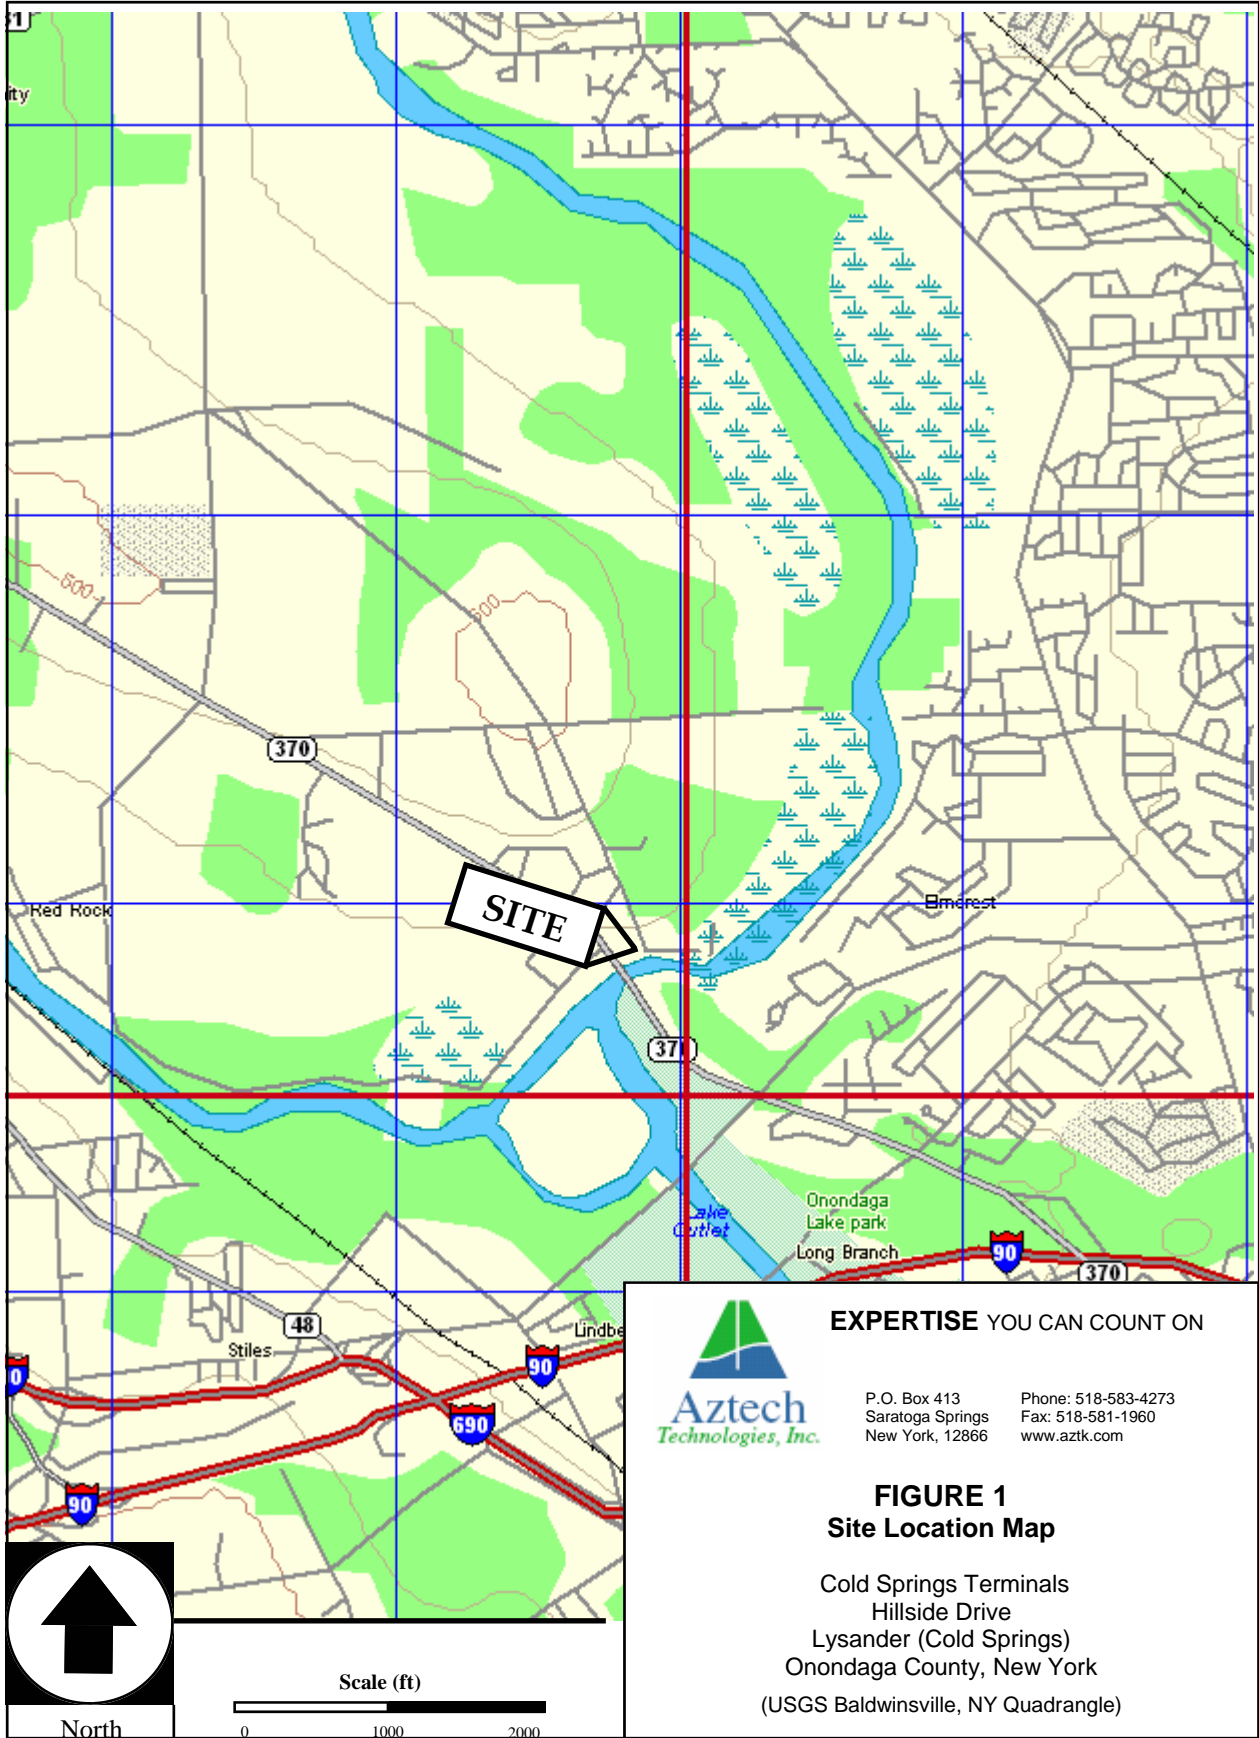 31
ity
500
500
370
Red Rock
SITE
Elmcrest
370
Lake
Outlet
Onondaga
Lake park
Long Branch
90
370
48
Stiles
Lindbe
90
0
690
90
EXPERTISE YOU CAN COUNT ON
Aztech
Technologies, Inc.
P.O. Box 413
Saratoga Springs
New York, 12866
Phone: 518-583-4273
Fax: 518-581-1960
www.aztk.com
FIGURE 1
Site Location Map
Cold Springs Terminals
Hillside Drive
Lysander (Cold Springs)
Onondaga County, New York
(USGS Baldwinsville, NY Quadrangle)
North
Scale (ft)
0 1000 2000